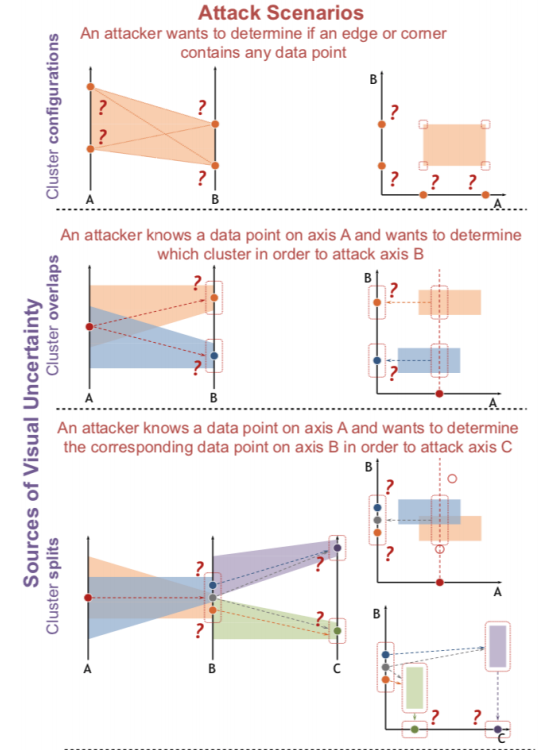 Attack Scenarios
An attacker wants to determine if an edge or corner
contains any data point
Sources of Visual Uncertainty
Cluster configurations
?
?
?
?
A
B
B
?
?
?
?
A
An attacker knows a data point on axis A and wants to determine
which cluster in order to attack axis B
Cluster overlaps
?
?
A
B
B
?
?
A
An attacker knows a data point on axis A and wants to determine
the corresponding data point on axis B in order to attack axis C
Cluster splits
?
?
?
?
A
B
C
B
?
?
A
B
?
?
C